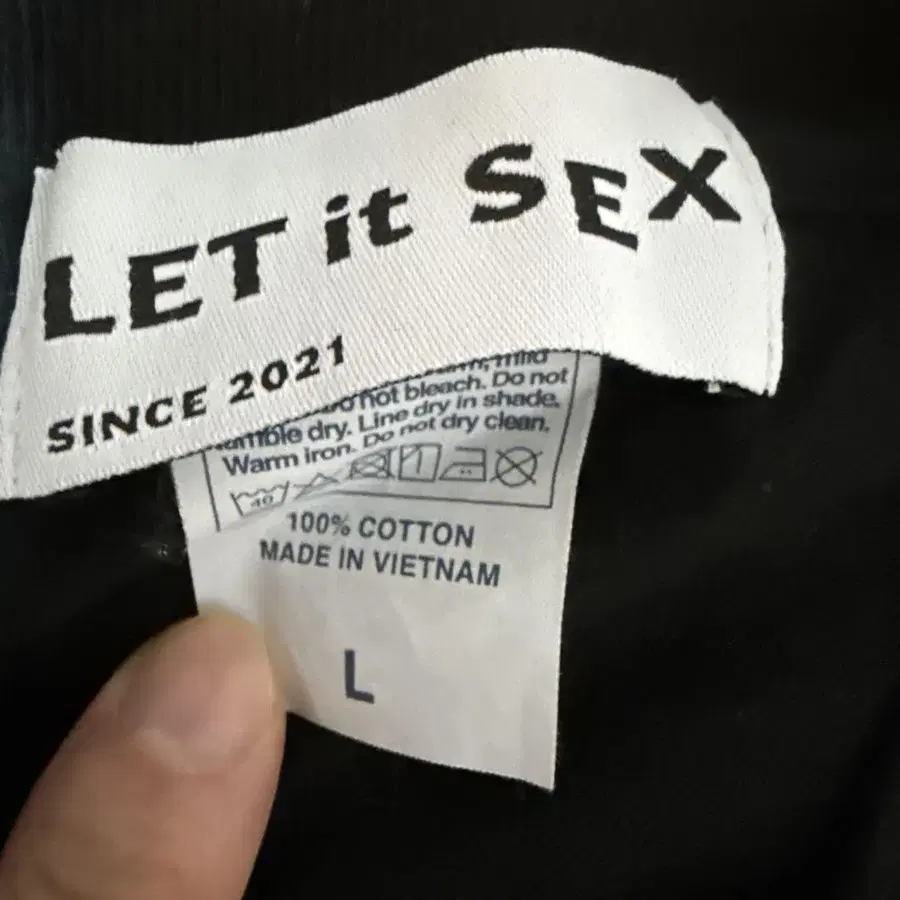 LET it SEX
SINCE 2021
not bleach. Do not
tumble dry. Line dry in shade.
Warm iron. Do not dry clean.
40
100% COTTON
MADE IN VIETNAM
L